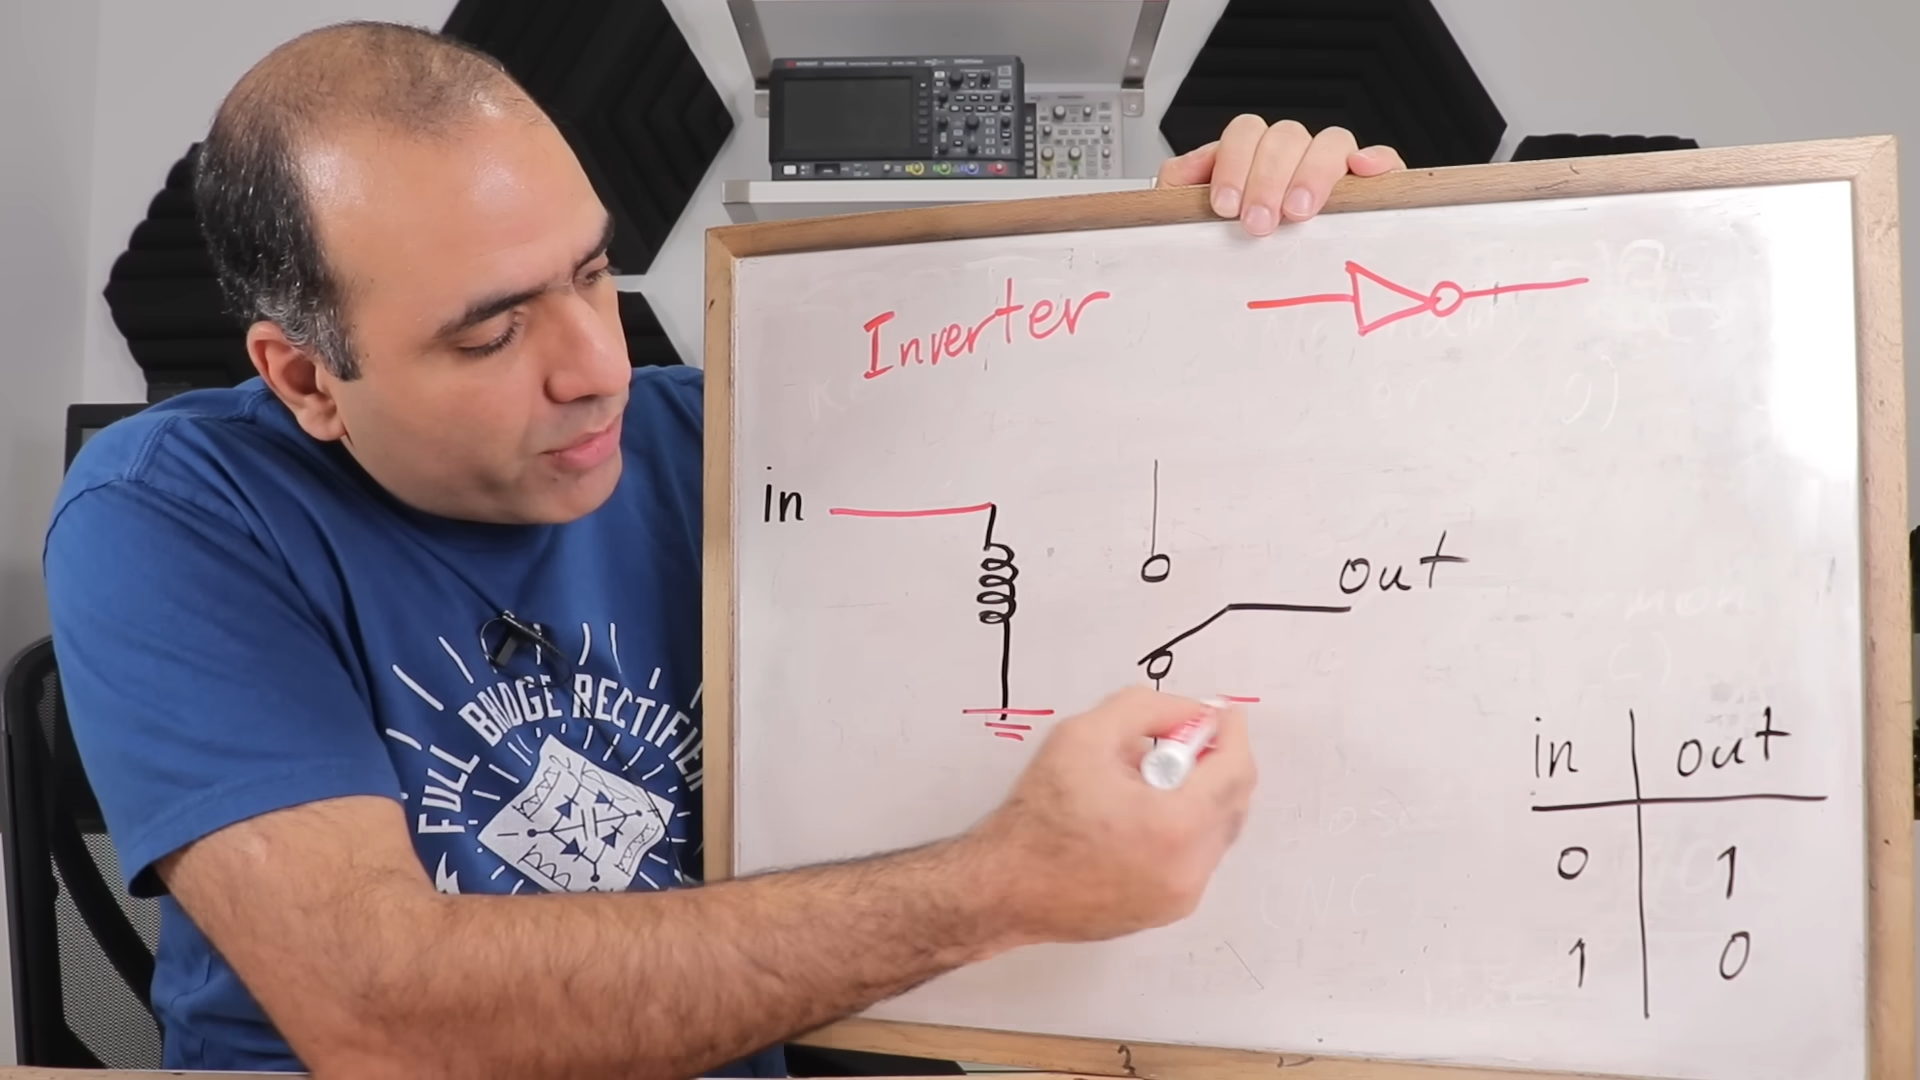 Inverter
in
out
in out
0 1
1 0
FULL BRIDGE RECTIFIER